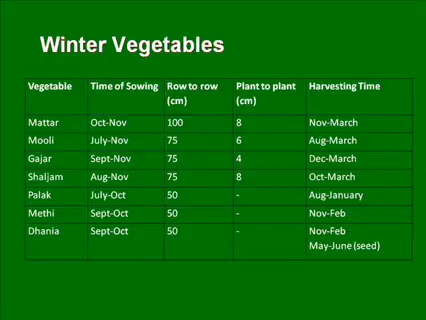 Winter Vegetables
Vegetable Time of Sowing Row to row (cm) Plant to plant (cm) Harvesting Time
Mattar Oct-Nov 100 8 Nov-March
Mooli July-Nov 75 6 Aug-March
Gajar Sept-Nov 75 4 Dec-March
Shaljam Aug-Nov 75 8 Oct-March
Palak July-Oct 50 - Aug-January
Methi Sept-Oct 50 - Nov-Feb
Dhania Sept-Oct 50 - Nov-Feb
May-June (seed)